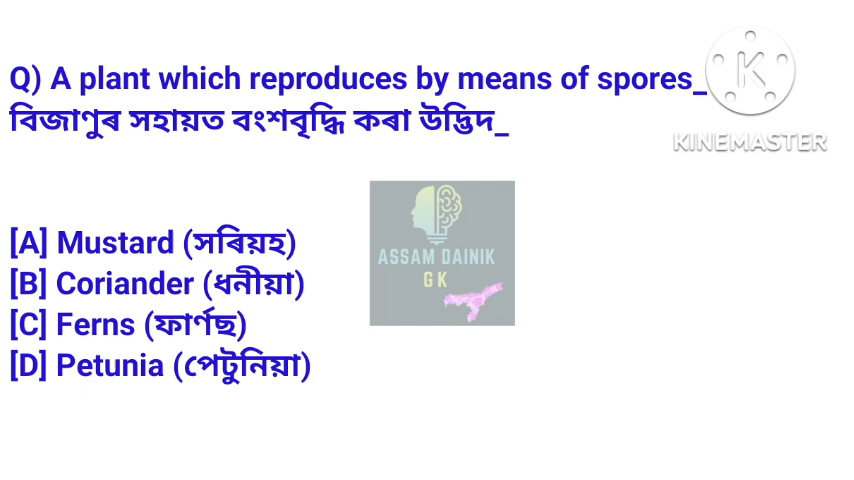 Q) A plant which reproduces by means of spores_
বিজাণুৰ সহায়ত বংশবৃদ্ধি কৰা উদ্ভিদ_
K
KINEMASTER
[A] Mustard (সৰিয়হ)
[B] Coriander (ধনীয়া)
[C] Ferns (ফাৰ্ণছ)
[D] Petunia (পেটুনিয়া)
ASSAM DAINIK
GK